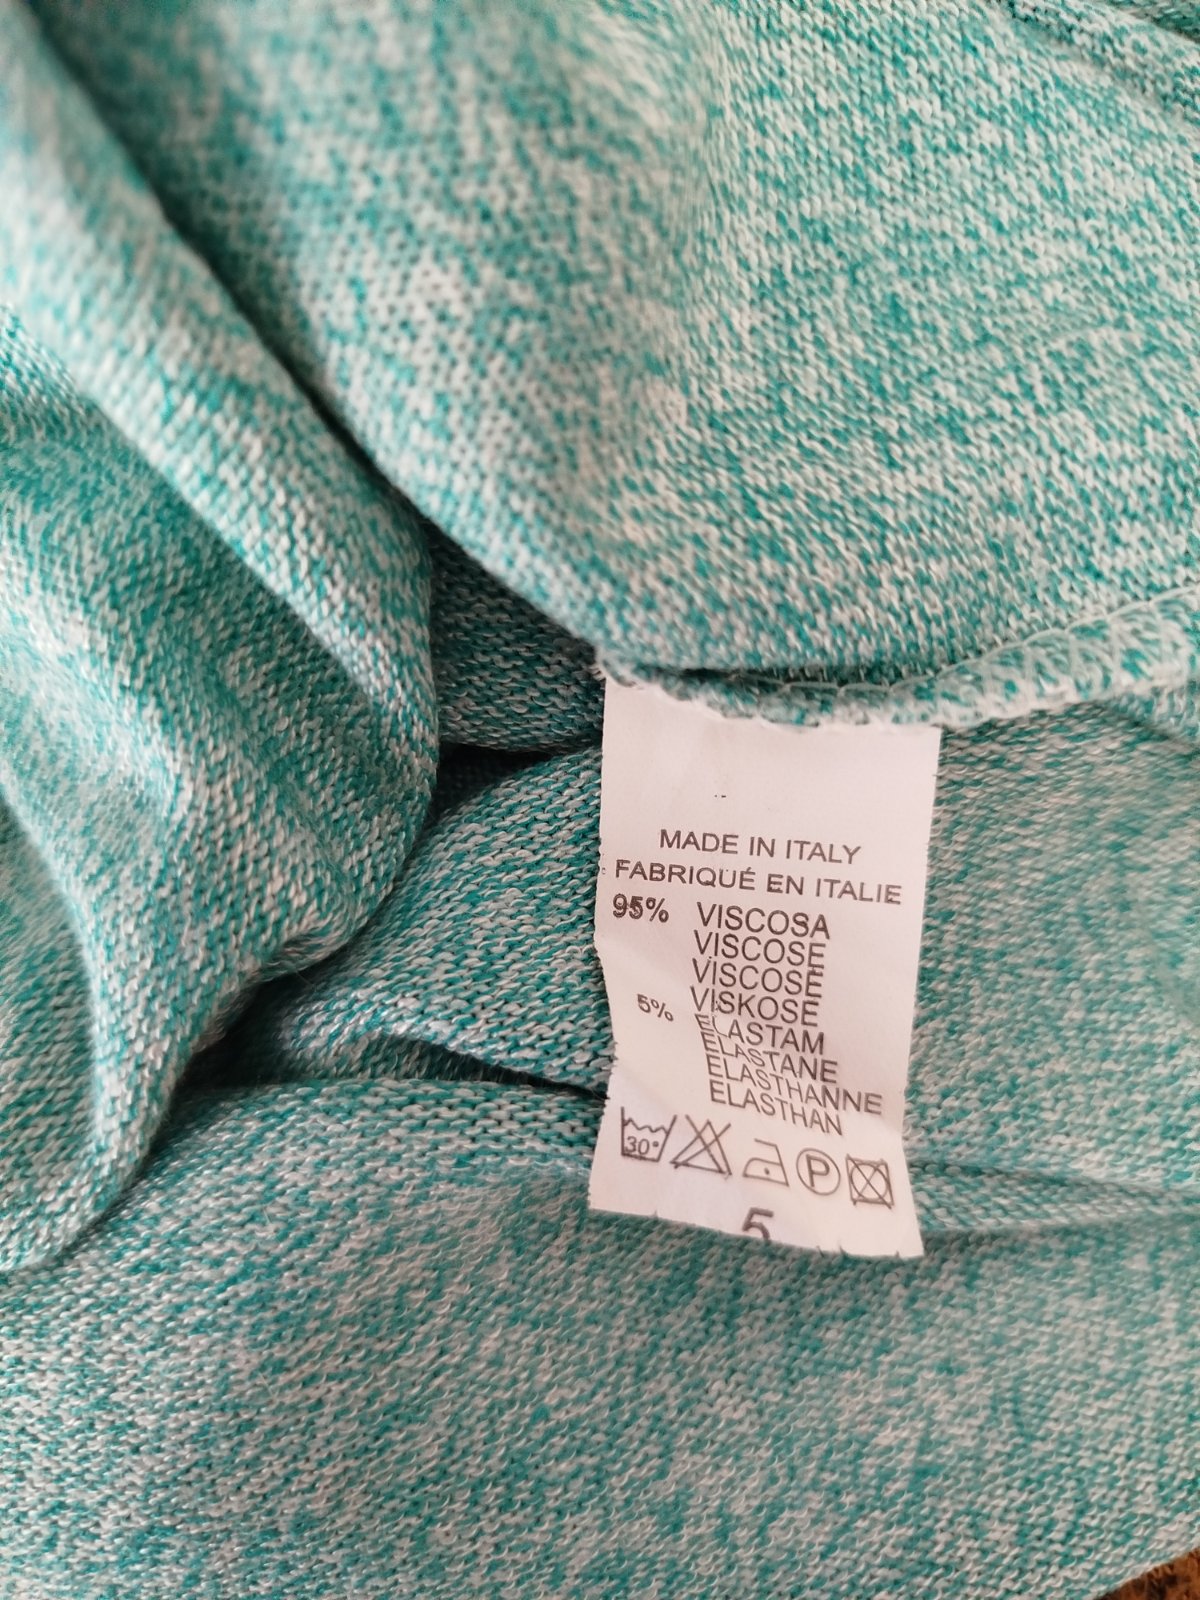 MADE IN ITALY
FABRIQUÉ EN ITALIE
95% VISCOSA
VISCOSE
VISCOSE
VISKOSE
5% ELASTAM
ELASTANE
ELASTHANNE
ELASTHAN
30° P
5